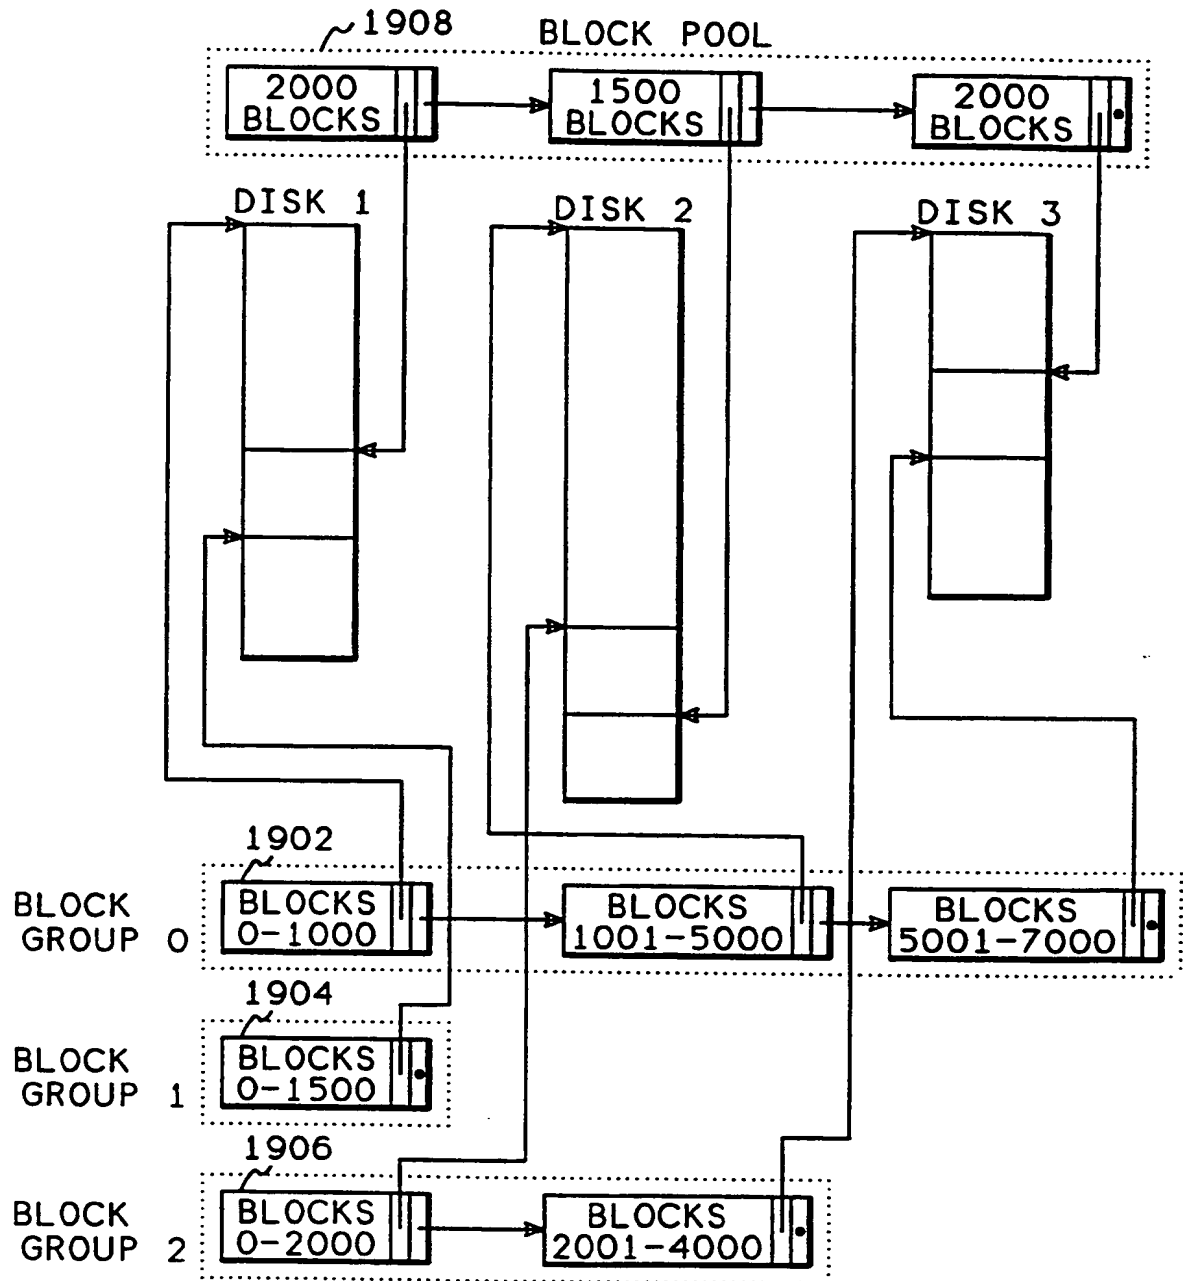 1908
BLOCK POOL
2000
BLOCKS
1500
BLOCKS
2000
BLOCKS
DISK 1
DISK 2
DISK 3
1902
BLOCK
GROUP 0
BLOCKS
0-1000
BLOCKS
1001-5000
BLOCKS
5001-7000
1904
BLOCK
GROUP 1
BLOCKS
0-1500
1906
BLOCK
GROUP 2
BLOCKS
0-2000
BLOCKS
2001-4000